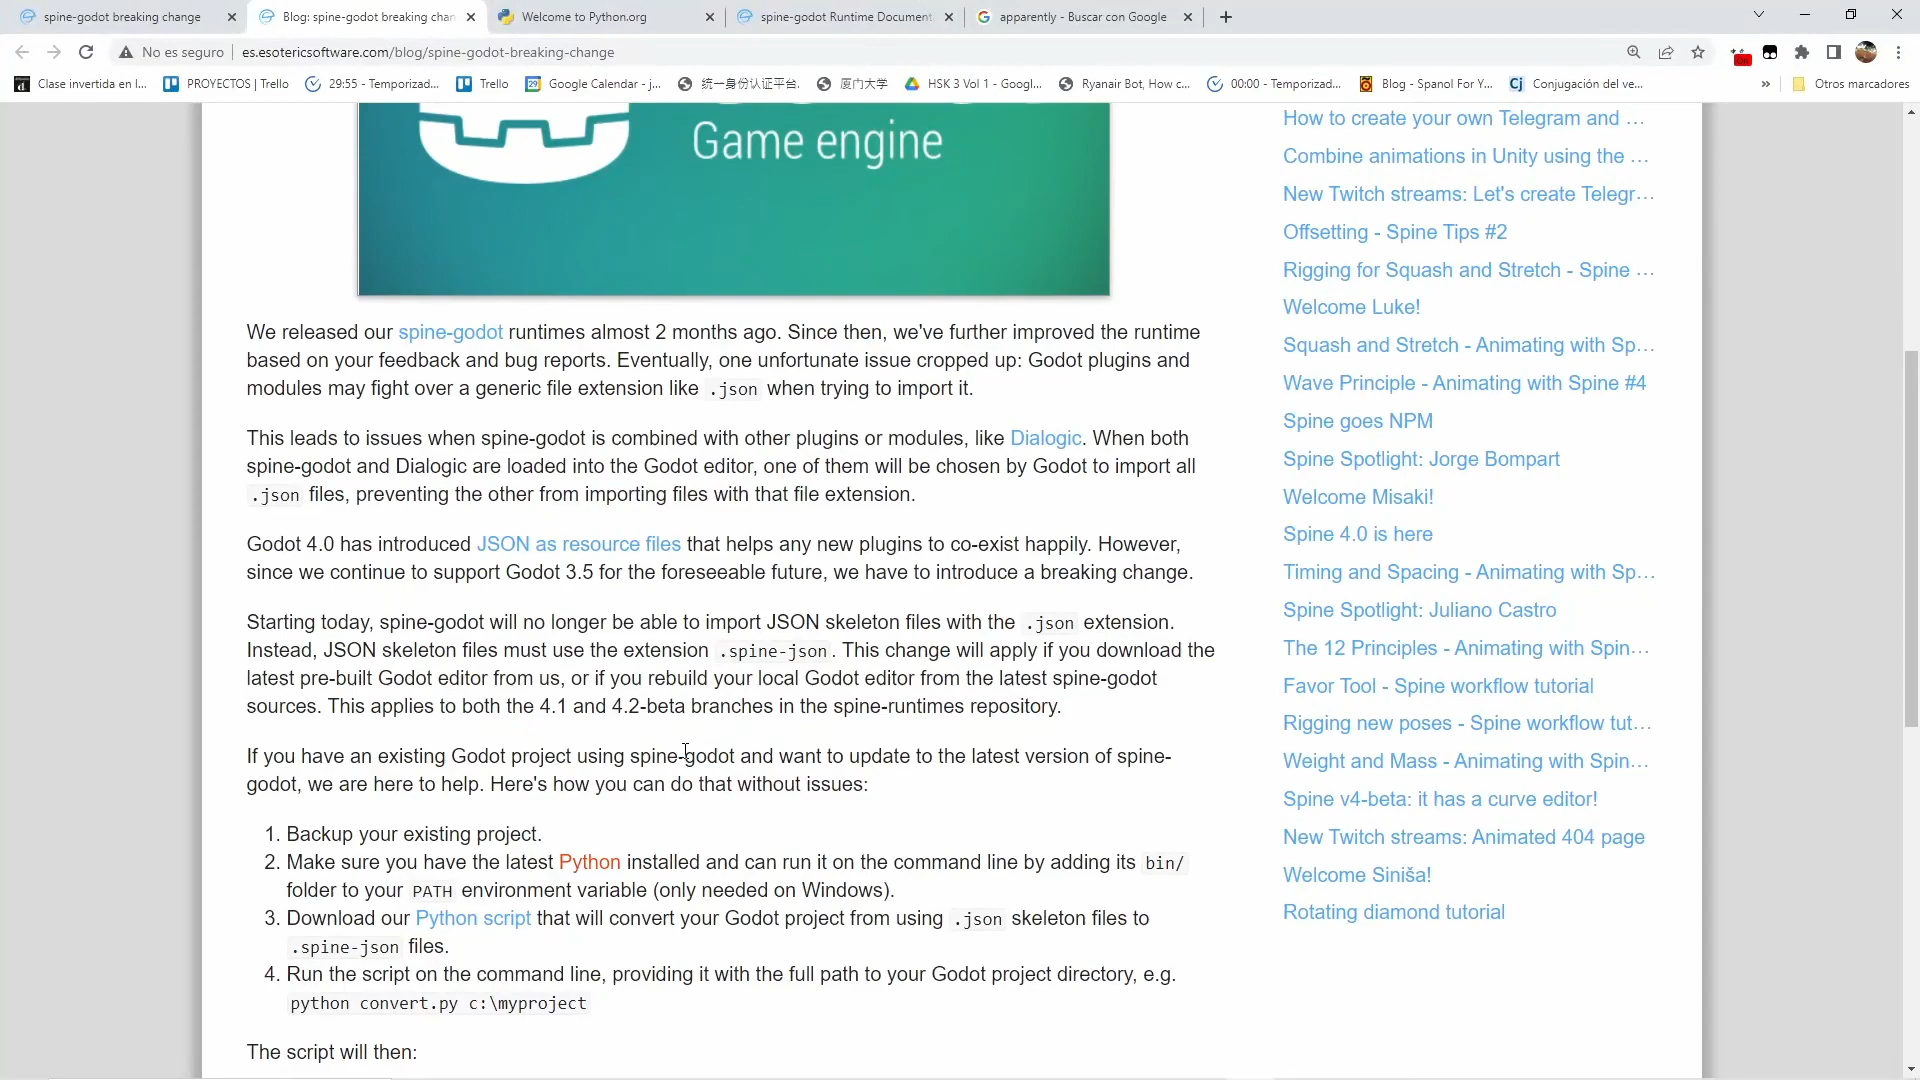 spine-godot breaking change
Blog: spine-godot breaking chan
Welcome to Python.org
spine-godot Runtime Document
apparently - Buscar con Google
No es seguro
es.esotericsoftware.com/blog/spine-godot-breaking-change
Clase invertida en l...
PROYECTOS | Trello
29:55 - Temporizad...
Trello
Google Calendar - j...
统一身份认证平台.
厦门大学
HSK 3 Vol 1 - Googl...
Ryanair Bot, How c...
00:00 - Temporizad...
Blog - Spanol For Y...
Conjugación del ve...
»
Otros marcadores
Game engine
We released our spine-godot runtimes almost 2 months ago. Since then, we've further improved the runtime
based on your feedback and bug reports. Eventually, one unfortunate issue cropped up: Godot plugins and
modules may fight over a generic file extension like .json when trying to import it.
This leads to issues when spine-godot is combined with other plugins or modules, like Dialogic. When both
spine-godot and Dialogic are loaded into the Godot editor, one of them will be chosen by Godot to import all
.json files, preventing the other from importing files with that file extension.
Godot 4.0 has introduced JSON as resource files that helps any new plugins to co-exist happily. However,
since we continue to support Godot 3.5 for the foreseeable future, we have to introduce a breaking change.
Starting today, spine-godot will no longer be able to import JSON skeleton files with the .json extension.
Instead, JSON skeleton files must use the extension .spine-json. This change will apply if you download the
latest pre-built Godot editor from us, or if you rebuild your local Godot editor from the latest spine-godot
sources. This applies to both the 4.1 and 4.2-beta branches in the spine-runtimes repository.
If you have an existing Godot project using spine-godot and want to update to the latest version of spine-
godot, we are here to help. Here's how you can do that without issues:
1. Backup your existing project.
2. Make sure you have the latest Python installed and can run it on the command line by adding its bin/
folder to your PATH environment variable (only needed on Windows).
3. Download our Python script that will convert your Godot project from using .json skeleton files to
.spine-json files.
4. Run the script on the command line, providing it with the full path to your Godot project directory, e.g.
python convert.py c:\myproject
The script will then:
How to create your own Telegram and ...
Combine animations in Unity using the ...
New Twitch streams: Let's create Telegr...
Offsetting - Spine Tips #2
Rigging for Squash and Stretch - Spine ...
Welcome Luke!
Squash and Stretch - Animating with Sp...
Wave Principle - Animating with Spine #4
Spine goes NPM
Spine Spotlight: Jorge Bompart
Welcome Misaki!
Spine 4.0 is here
Timing and Spacing - Animating with Sp...
Spine Spotlight: Juliano Castro
The 12 Principles - Animating with Spin...
Favor Tool - Spine workflow tutorial
Rigging new poses - Spine workflow tut...
Weight and Mass - Animating with Spin...
Spine v4-beta: it has a curve editor!
New Twitch streams: Animated 404 page
Welcome Siniša!
Rotating diamond tutorial